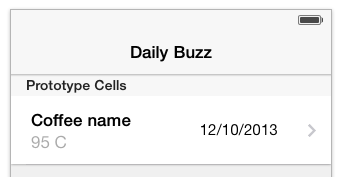 Daily Buzz
Prototype Cells
Coffee name 12/10/2013
95 C